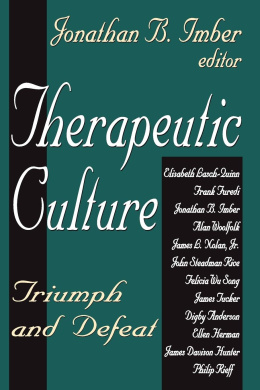 Jonathan B. Imber
editor
Therapeutic
Culture
Elisabeth Lasch-Quinn
Frank Furedi
Jonathan B. Imber
Alan Woolfolk
James L. Nolan, Jr.
John Steadman Rice
Felicia Wu Song
James Tucker
Digby Anderson
Ellen Herman
James Davison Hunter
Philip Rieff
Triumph
and Defeat